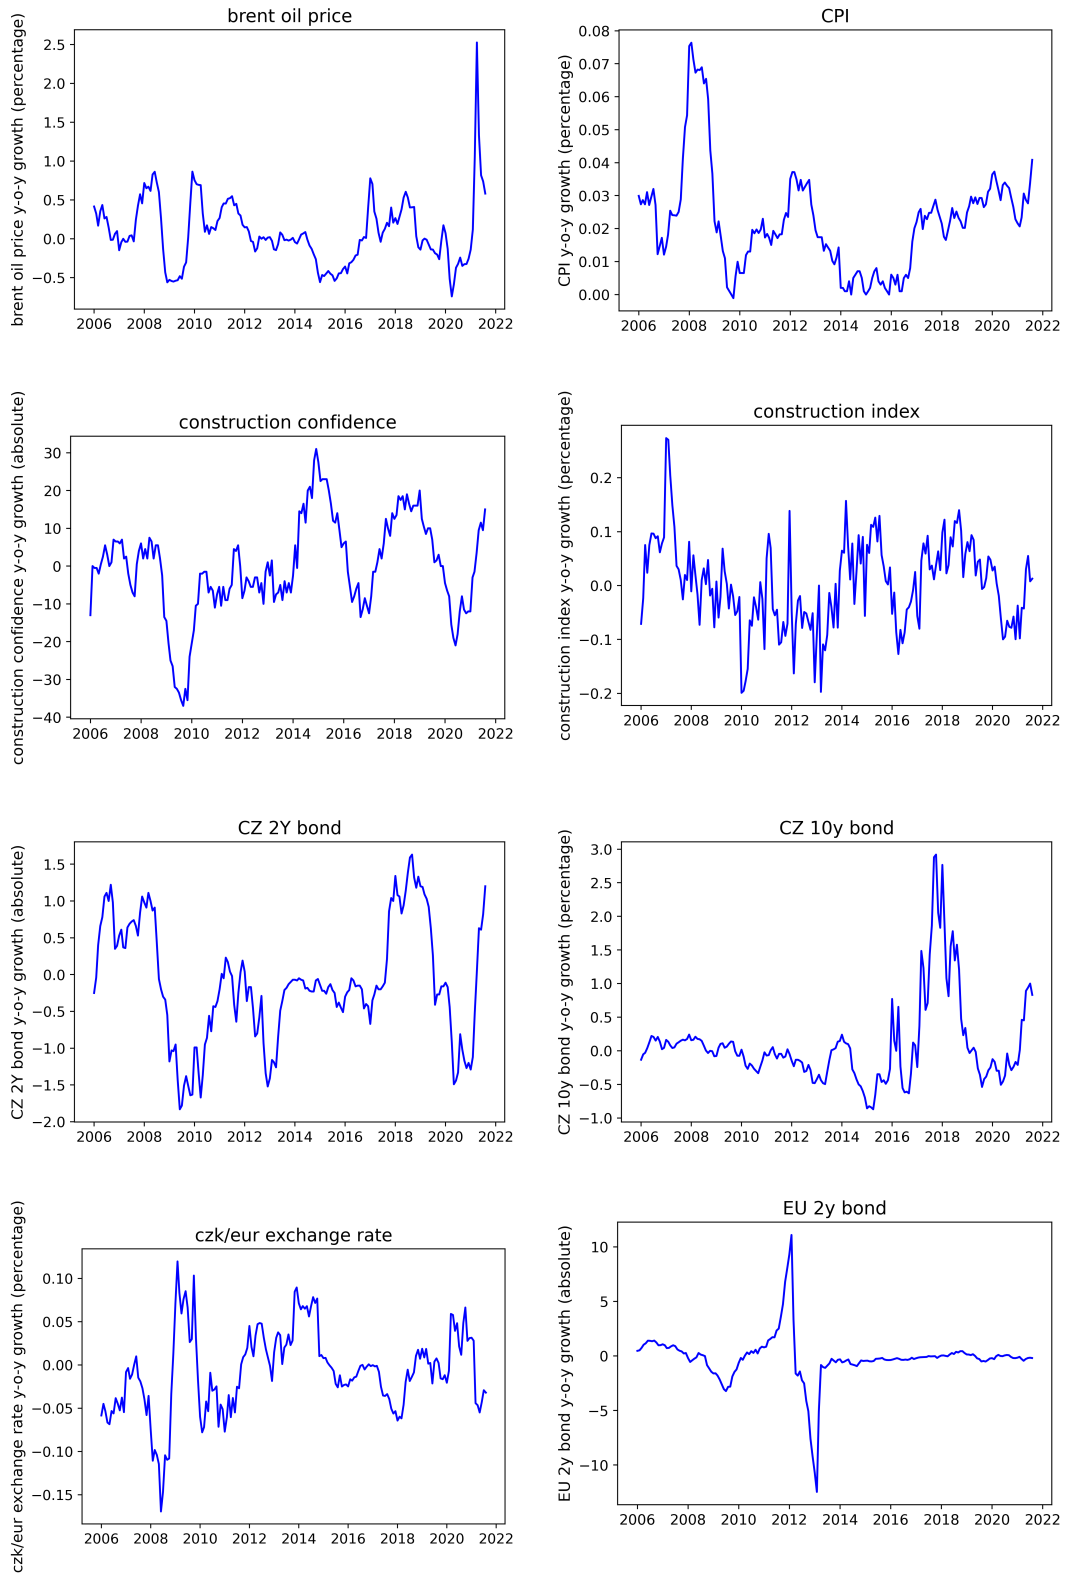 brent oil price
brent oil price y-o-y growth (percentage)
2.5
2.0
1.5
1.0
0.5
0.0
−0.5
2006 2008 2010 2012 2014 2016 2018 2020 2022
CPI
CPI y-o-y growth (percentage)
0.08
0.07
0.06
0.05
0.04
0.03
0.02
0.01
0.00
2006 2008 2010 2012 2014 2016 2018 2020 2022
construction confidence
construction confidence y-o-y growth (absolute)
30
20
10
0
−10
−20
−30
−40
2006 2008 2010 2012 2014 2016 2018 2020 2022
construction index
construction index y-o-y growth (percentage)
0.2
0.1
0.0
−0.1
−0.2
2006 2008 2010 2012 2014 2016 2018 2020 2022
CZ 2Y bond
CZ 2Y bond y-o-y growth (absolute)
1.5
1.0
0.5
0.0
−0.5
−1.0
−1.5
−2.0
2006 2008 2010 2012 2014 2016 2018 2020 2022
CZ 10y bond
CZ 10y bond y-o-y growth (percentage)
3.0
2.5
2.0
1.5
1.0
0.5
0.0
−0.5
−1.0
2006 2008 2010 2012 2014 2016 2018 2020 2022
czk/eur exchange rate
czk/eur exchange rate y-o-y growth (percentage)
0.10
0.05
0.00
−0.05
−0.10
−0.15
2006 2008 2010 2012 2014 2016 2018 2020 2022
EU 2y bond
EU 2y bond y-o-y growth (absolute)
10
5
0
−5
−10
2006 2008 2010 2012 2014 2016 2018 2020 2022